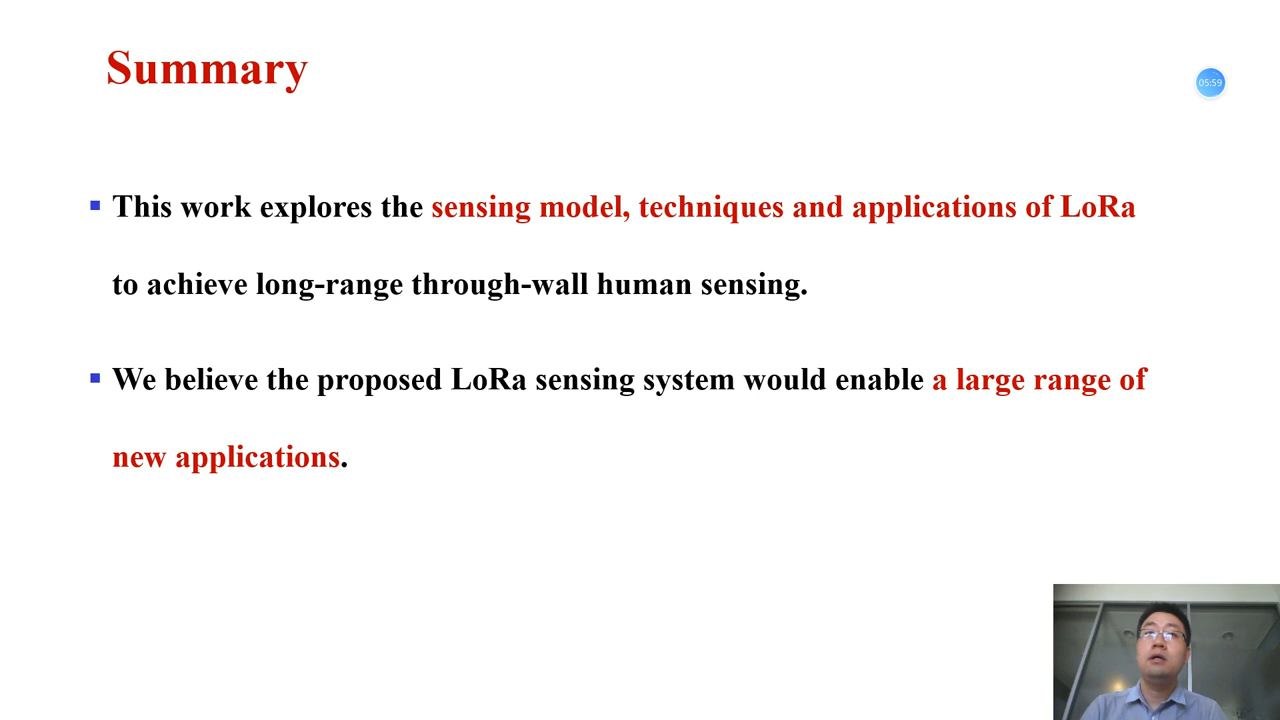 Summary
05:59
This work explores the sensing model, techniques and applications of LoRa
to achieve long-range through-wall human sensing.
We believe the proposed LoRa sensing system would enable a large range of
new applications.